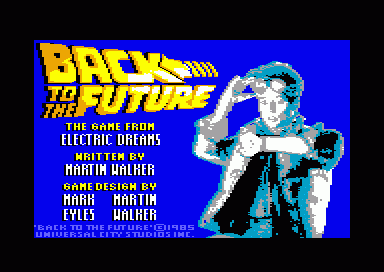 BACK
TO
THE FUTURE
THE GAME FROM
ELECTRIC DREAMS
WRITTEN BY
MARTIN WALKER
GAME DESIGN BY
MARK MARTIN
EYLES WALKER
"BACK TO THE FUTURE"©1985
UNIVERSAL CITY STUDIOS INC.